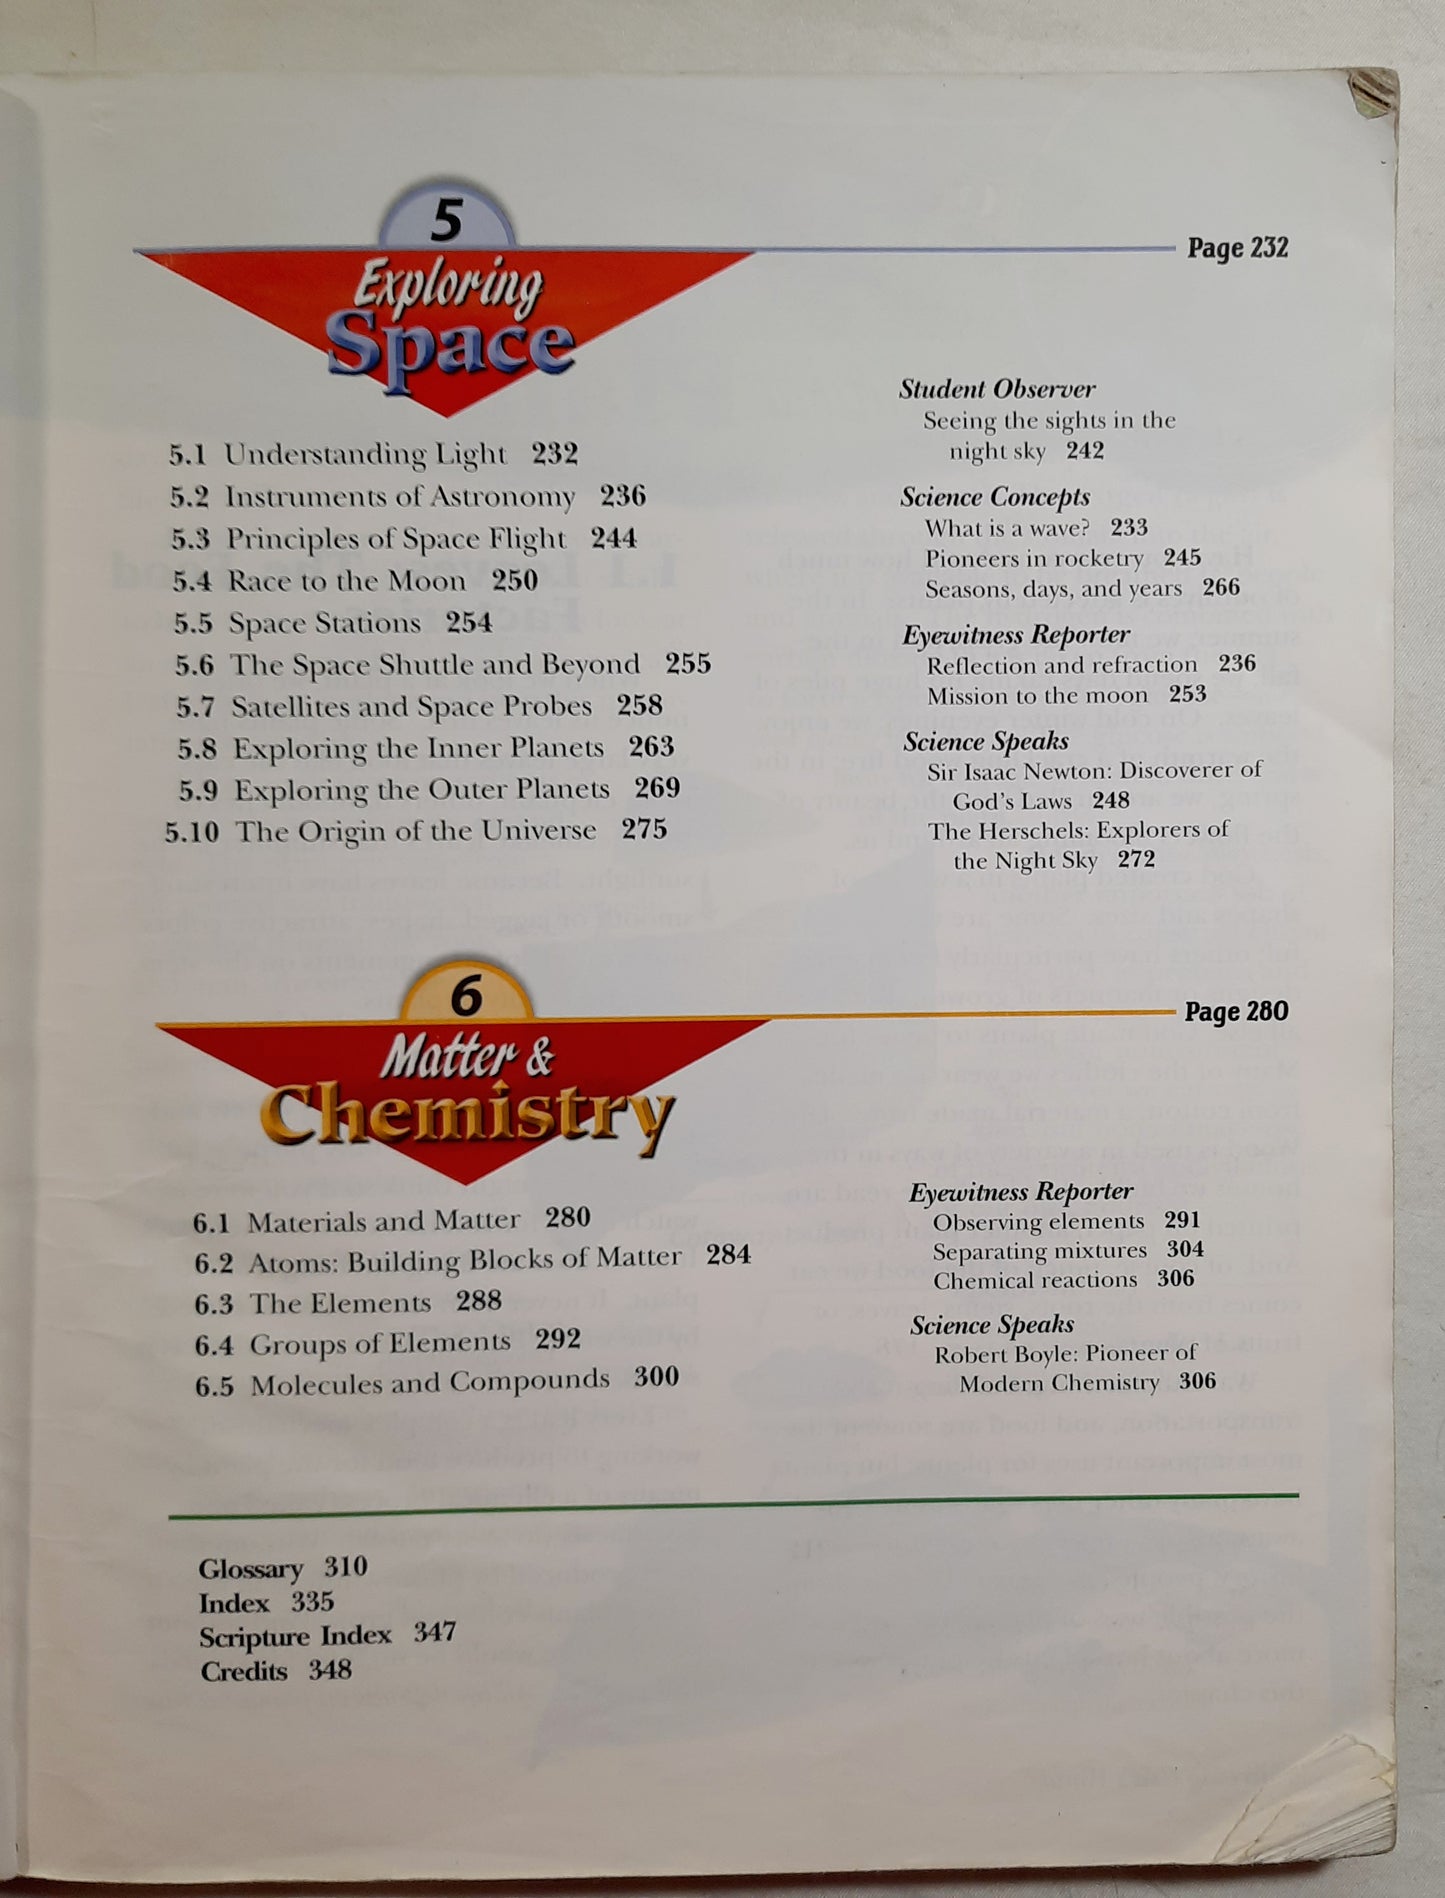 5
Page 232
Exploring
Space
5.1 Understanding Light 232
5.2 Instruments of Astronomy 236
5.3 Principles of Space Flight 244
5.4 Race to the Moon 250
5.5 Space Stations 254
5.6 The Space Shuttle and Beyond 255
5.7 Satellites and Space Probes 258
5.8 Exploring the Inner Planets 263
5.9 Exploring the Outer Planets 269
5.10 The Origin of the Universe 275
Student Observer
Seeing the sights in the
night sky 242
Science Concepts
What is a wave? 233
Pioneers in rocketry 245
Seasons, days, and years 266
Eyewitness Reporter
Reflection and refraction 236
Mission to the moon 253
Science Speaks
Sir Isaac Newton: Discoverer of
God's Laws 248
The Herschels: Explorers of
the Night Sky 272
6
Page 280
Matter &
Chemistry
6.1 Materials and Matter 280
6.2 Atoms: Building Blocks of Matter 284
6.3 The Elements 288
6.4 Groups of Elements 292
6.5 Molecules and Compounds 300
Eyewitness Reporter
Observing elements 291
Separating mixtures 304
Chemical reactions 306
Science Speaks
Robert Boyle: Pioneer of
Modern Chemistry 306
Glossary 310
Index 335
Scripture Index 347
Credits 348